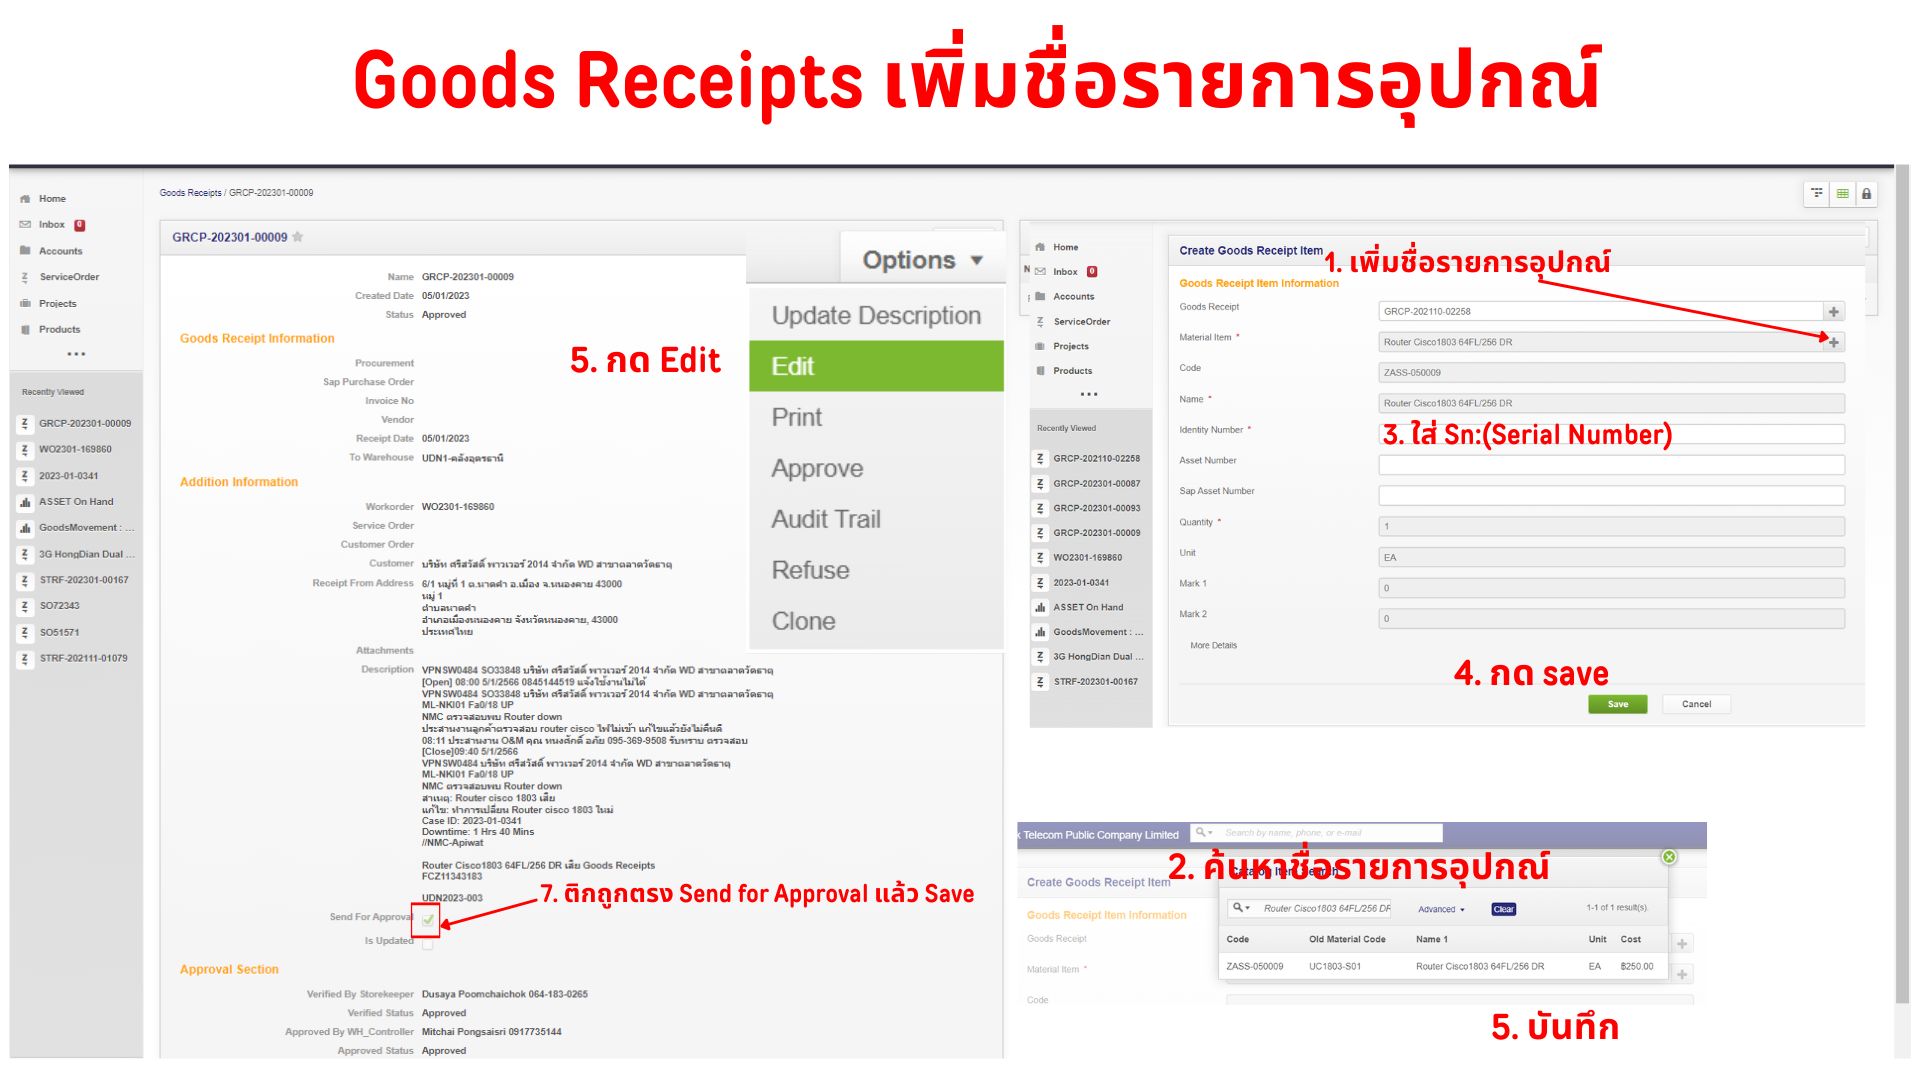 Goods Receipts เพิ่มชื่อรายการอุปกณ์
Home
Inbox 0
Accounts
ServiceOrder
Projects
Products
...
Recently Viewed
GRCP-202301-00009
WO2301-169860
2023-01-0341
ASSET On Hand
GoodsMovement : ...
3G HongDian Dual ...
STRF-202301-00167
SO72343
SO51571
STRF-202111-01079
Goods Receipts / GRCP-202301-00009
GRCP-202301-00009
Name GRCP-202301-00009
Created Date 05/01/2023
Status Approved
Goods Receipt Information
Procurement
Sap Purchase Order
Invoice No
Vendor
Receipt Date 05/01/2023
To Warehouse UDN1-คลังอุดรธานี
Addition Information
Workorder WO2301-169860
Service Order
Customer Order
Customer บริษัท ศรีสวัสดิ์ พาวเวอร์ 2014 จำกัด WD สาขาตลาดวัดธาตุ
Receipt From Address 6/1 หมู่ที่ 1 ต.นาดคำ อ.เมือง จ.หนองคาย 43000
หมู่ 1
ตำบลนาดคำ
อำเภอเมืองหนองคาย จังหวัดหนองคาย, 43000
ประเทศไทย
Attachments
Description VPNSW0484 SO33848 บริษัท ศรีสวัสดิ์ พาวเวอร์ 2014 จำกัด WD สาขาตลาดวัดธาตุ
[Open] 08:00 5/1/2566 0845144519 แจ้งใช้งานไม่ได้
VPNSW0484 SO33848 บริษัท ศรีสวัสดิ์ พาวเวอร์ 2014 จำกัด WD สาขาตลาดวัดธาตุ
ML-NKI01 Fa0/18 UP
NMC ตรวจสอบพบ Router down
ประสานงานลูกค้าตรวจสอบ router cisco ไฟไม่เข้า แก้ไขแล้วยังไม่คืนดี
08:11 ประสานงาน O&M คุณ ทนงศักดิ์ อภัย 095-369-9508 รับทราบ ตรวจสอบ
[Close]09:40 5/1/2566
VPNSW0484 บริษัท ศรีสวัสดิ์ พาวเวอร์ 2014 จำกัด WD สาขาตลาดวัดธาตุ
ML-NKI01 Fa0/18 UP
NMC ตรวจสอบพบ Router down
สาเหตุ: Router cisco 1803 เสีย
แก้ไข: ทำการเปลี่ยน Router cisco 1803 ใหม่
Case ID: 2023-01-0341
Downtime: 1 Hrs 40 Mins
//NMC-Apiwat
Router Cisco1803 64FL/256 DR เสีย Goods Receipts
FCZ11343183
UDN2023-003
Send For Approval
7. ติกถูกตรง Send for Approval แล้ว Save
Is Updated
Approval Section
Verified By Storekeeper Dusaya Poomchaichok 064-183-0265
Verified Status Approved
Approved By WH_Controller Mitchai Pongsaisri 0917735144
Approved Status Approved
5. กด Edit
Options
Update Description
Edit
Print
Approve
Audit Trail
Refuse
Clone
Home
Inbox 0
Accounts
ServiceOrder
Projects
Products
...
Recently Viewed
GRCP-202110-02258
GRCP-202301-00087
GRCP-202301-00093
GRCP-202301-00009
WO2301-169860
2023-01-0341
ASSET On Hand
GoodsMovement : ...
3G HongDian Dual ...
STRF-202301-00167
Create Goods Receipt Item
1. เพิ่มชื่อรายการอุปกณ์
Goods Receipt Item Information
Goods Receipt GRCP-202110-02258
Material Item * Router Cisco1803 64FL/256 DR
Code ZASS-050009
Name * Router Cisco1803 64FL/256 DR
Identity Number *
3. ใส่ Sn:(Serial Number)
Asset Number
Sap Asset Number
Quantity * 1
Unit EA
Mark 1 0
Mark 2 0
More Details
4. กด save
Save Cancel
Telecom Public Company Limited Search by name, phone, or e-mail
2. ค้นหาชื่อรายการอุปกณ์
Create Goods Receipt Item
Goods Receipt Item Information
Goods Receipt
Material Item *
Code
Router Cisco1803 64FL/256 DR Advanced Clear 1-1 of 1 result(s).
Code Old Material Code Name 1 Unit Cost
ZASS-050009 UC1803-S01 Router Cisco1803 64FL/256 DR EA ฿250.00
5. บันทึก